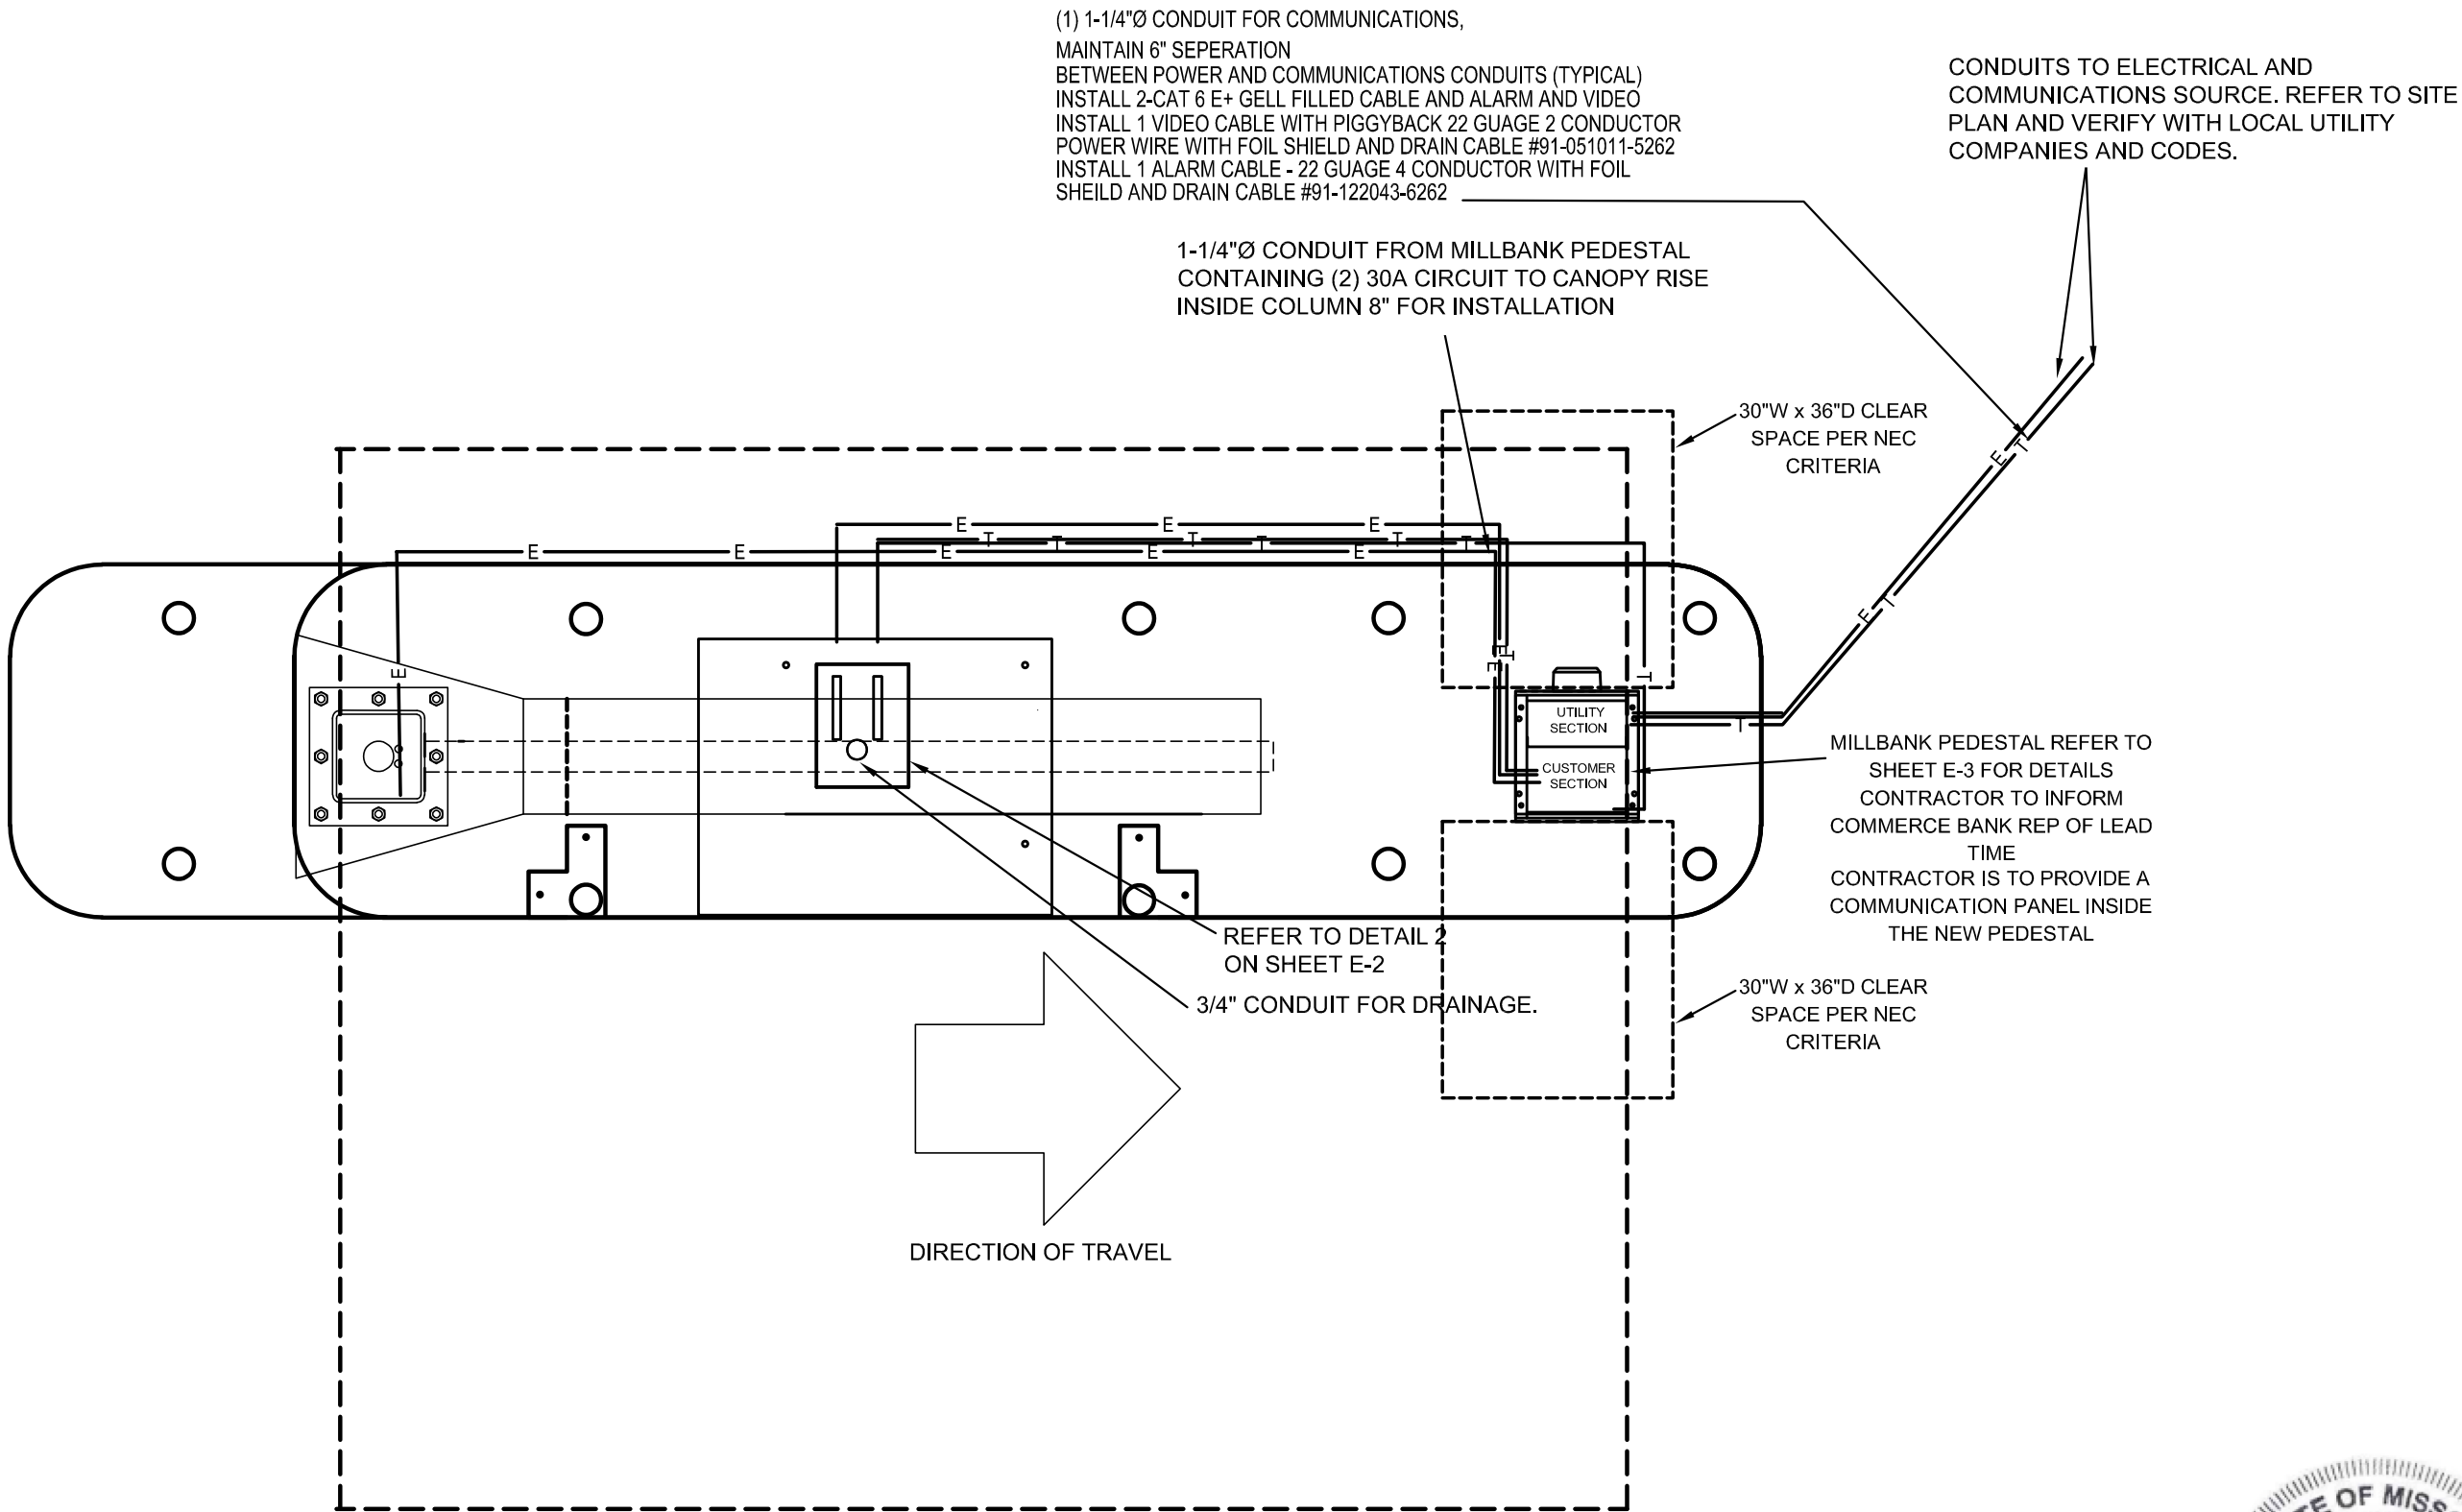 (1) 1-1/4"Ø CONDUIT FOR COMMUNICATIONS,
MAINTAIN 6" SEPERATION
BETWEEN POWER AND COMMUNICATIONS CONDUITS (TYPICAL)
INSTALL 2-CAT 6 E+ GELL FILLED CABLE AND ALARM AND VIDEO
INSTALL 1 VIDEO CABLE WITH PIGGYBACK 22 GUAGE 2 CONDUCTOR
POWER WIRE WITH FOIL SHIELD AND DRAIN CABLE #91-051011-5262
INSTALL 1 ALARM CABLE - 22 GUAGE 4 CONDUCTOR WITH FOIL
SHEILD AND DRAIN CABLE #91-122043-6262
CONDUITS TO ELECTRICAL AND
COMMUNICATIONS SOURCE. REFER TO SITE
PLAN AND VERIFY WITH LOCAL UTILITY
COMPANIES AND CODES.
1-1/4"Ø CONDUIT FROM MILLBANK PEDESTAL
CONTAINING (2) 30A CIRCUIT TO CANOPY RISE
INSIDE COLUMN 8" FOR INSTALLATION
30"W x 36"D CLEAR
SPACE PER NEC
CRITERIA
E T
E T
E E E
T T T T T T
E E E E E
E
E T
E
T
T
UTILITY
SECTION
CUSTOMER
SECTION
MILLBANK PEDESTAL REFER TO
SHEET E-3 FOR DETAILS
CONTRACTOR TO INFORM
COMMERCE BANK REP OF LEAD
TIME
CONTRACTOR IS TO PROVIDE A
COMMUNICATION PANEL INSIDE
THE NEW PEDESTAL
REFER TO DETAIL 2
ON SHEET E-2
3/4" CONDUIT FOR DRAINAGE.
30"W x 36"D CLEAR
SPACE PER NEC
CRITERIA
DIRECTION OF TRAVEL
OF